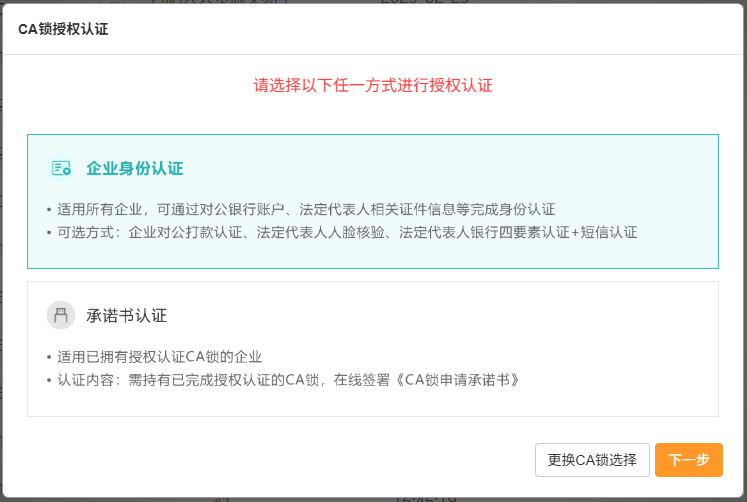 CA锁授权认证
请选择以下任一方式进行授权认证
企业身份认证
• 适用所有企业，可通过对公银行账户、法定代表人相关证件信息等完成身份认证
• 可选方式：企业对公打款认证、法定代表人人脸核验、法定代表人银行四要素认证+短信认证
承诺书认证
• 适用已拥有授权认证CA锁的企业
• 认证内容：需持有已完成授权认证的CA锁，在线签署《CA锁申请承诺书》
更换CA锁选择
下一步